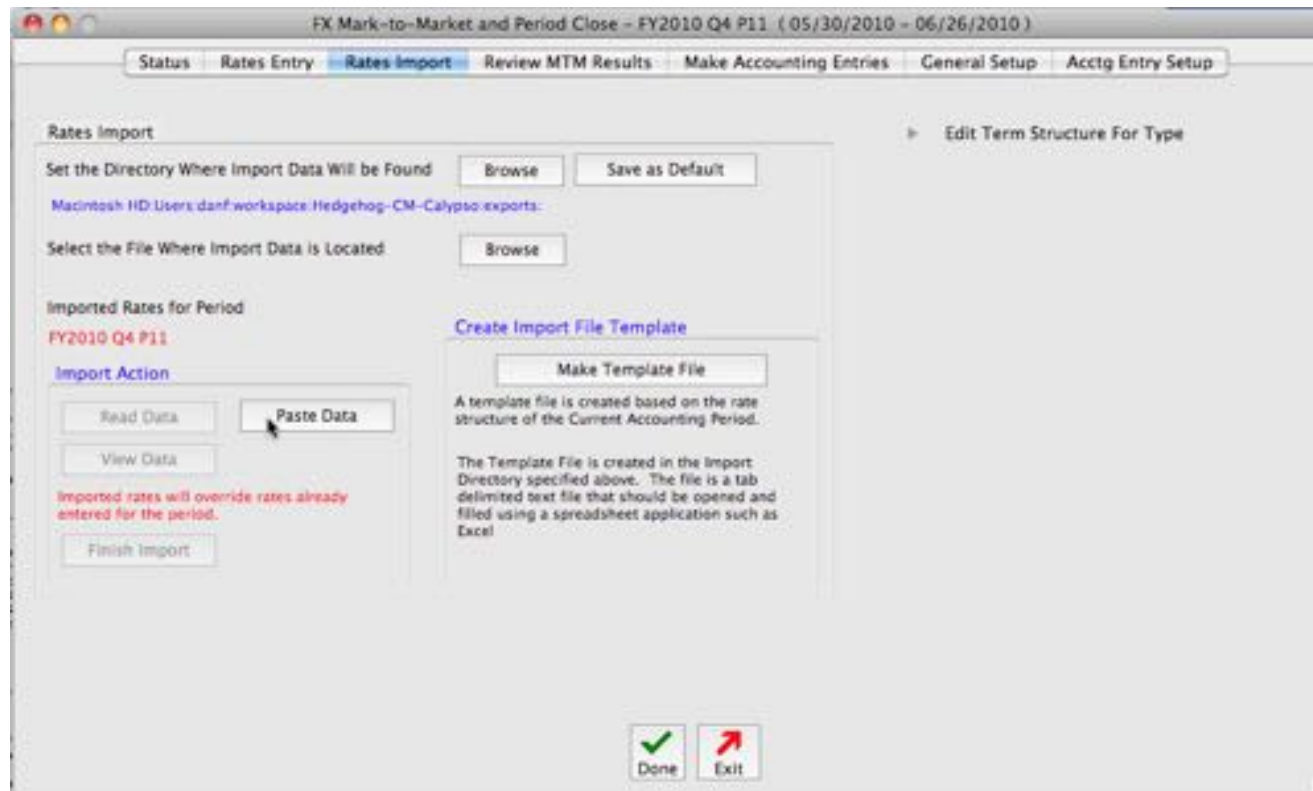 FX Mark-to-Market and Period Close - FY2010 Q4 P11 ( 05/30/2010 - 06/26/2010 )
Status Rates Entry Rates Import Review MTM Results Make Accounting Entries General Setup Acctg Entry Setup
Rates Import
Edit Term Structure For Type
Set the Directory Where Import Data Will be Found Browse Save as Default
Macintosh HD:Users:danf:workspace:Hedgehog-CM-Calypso:exports:
Select the File Where Import Data is Located Browse
Imported Rates for Period
FY2010 Q4 P11
Import Action
Read Data Paste Data
View Data
Imported rates will override rates already
entered for the period.
Finish Import
Create Import File Template
Make Template File
A template file is created based on the rate
structure of the Current Accounting Period.
The Template File is created in the Import
Directory specified above. The file is a tab
delimited text file that should be opened and
filled using a spreadsheet application such as
Excel
Done Exit